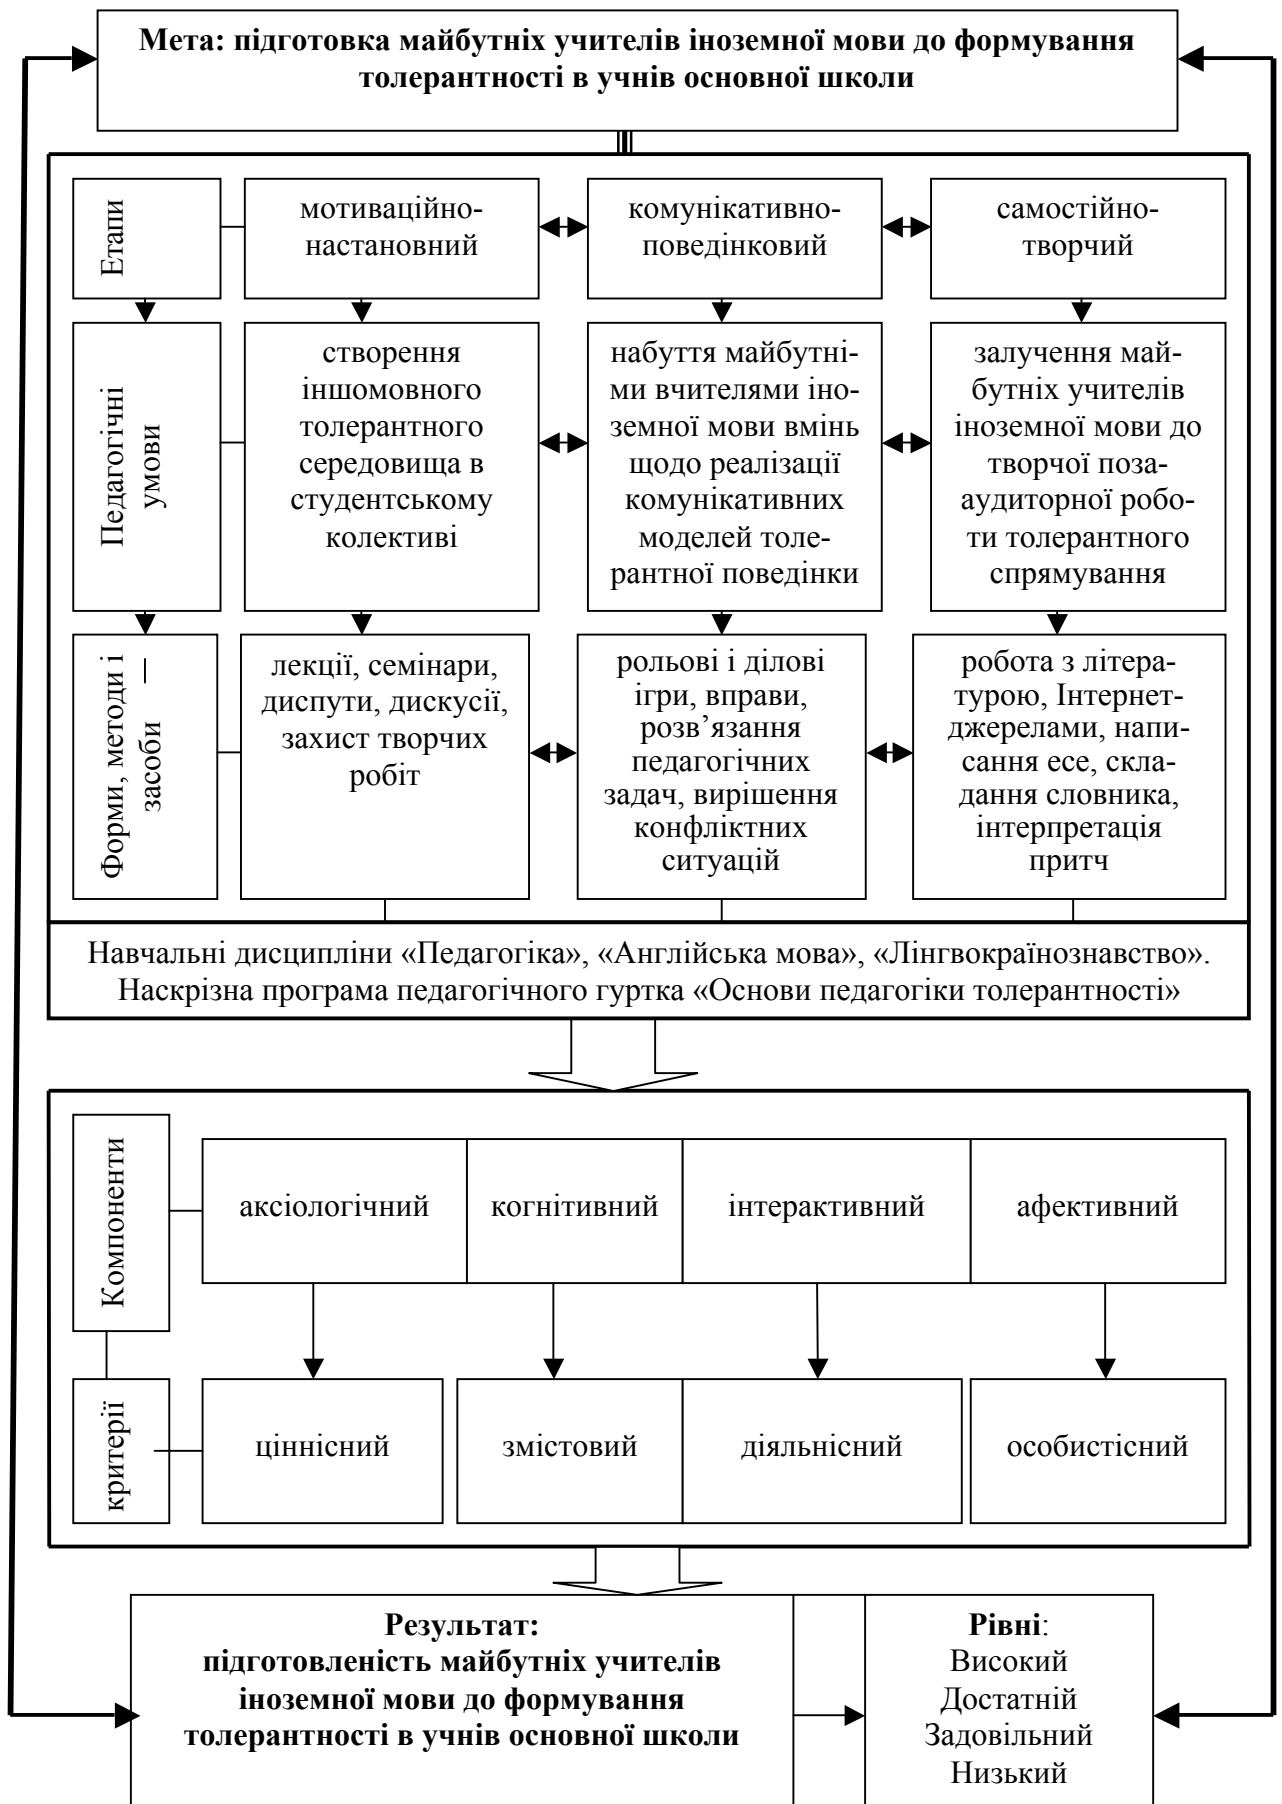 Мета: підготовка майбутніх учителів іноземної мови до формування
толерантності в учнів основної школи
Етапи
мотиваційно-
настановний
комунікативно-
поведінковий
самостійно-
творчий
Педагогічні
умови
створення
іншомовного
толерантного
середовища в
студентському
колективі
набуття майбутні-
ми вчителями іно-
земної мови вмінь
щодо реалізації
комунікативних
моделей толе-
рантної поведінки
залучення май-
бутніх учителів
іноземної мови до
творчої поза-
аудиторної робо-
ти толерантного
спрямування
Форми, методи і
засоби —
лекції, семінари,
диспути, дискусії,
захист творчих
робіт
рольові і ділові
ігри, вправи,
розв’язання
педагогічних
задач, вирішення
конфліктних
ситуацій
робота з літера-
турою, Інтернет-
джерелами, напи-
сання есе, скла-
дання словника,
інтерпретація
притч
Навчальні дисципліни «Педагогіка», «Англійська мова», «Лінгвокраїнознавство».
Наскрізна програма педагогічного гуртка «Основи педагогіки толерантності»
Компоненти
аксіологічний
когнітивний
інтерактивний
афективний
критерії
ціннісний
змістовий
діяльнісний
особистісний
Результат:
підготовленість майбутніх учителів
іноземної мови до формування
толерантності в учнів основної школи
Рівні:
Високий
Достатній
Задовільний
Низький